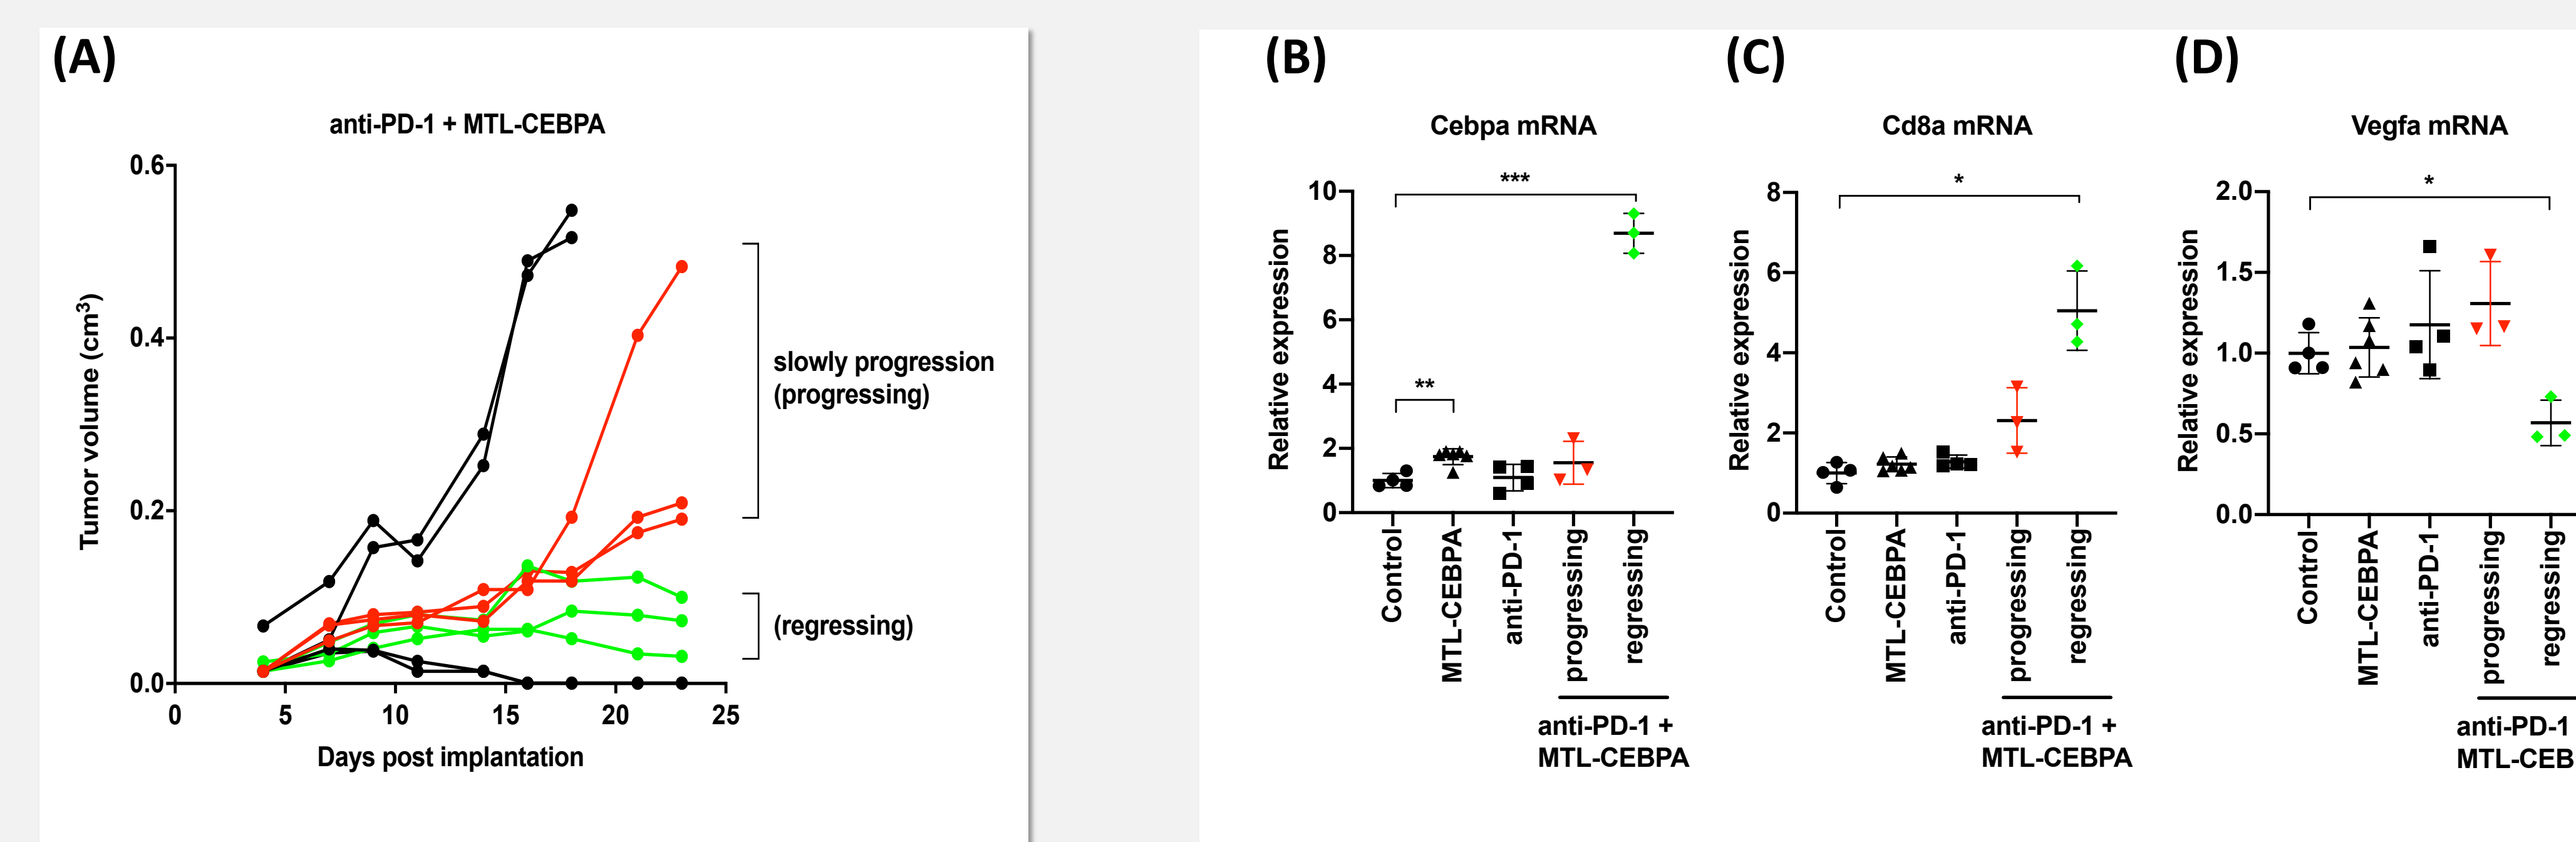 (A)
anti-PD-1 + MTL-CEBPA
0.6
0.4
0.2
0.0
Tumor volume (cm³)
0
5
10
15
20
25
Days post implantation
slowly progression
(progressing)
(regressing)
(B)
Cebpa mRNA
***
**
10
8
6
4
2
0
Relative expression
Control
MTL-CEBPA
anti-PD-1
progressing
regressing
anti-PD-1 +
MTL-CEBPA
(C)
Cd8a mRNA
*
8
6
4
2
0
Relative expression
Control
MTL-CEBPA
anti-PD-1
progressing
regressing
anti-PD-1 +
MTL-CEBPA
(D)
Vegfa mRNA
*
2.0
1.5
1.0
0.5
0.0
Relative expression
Control
MTL-CEBPA
anti-PD-1
progressing
regressing
anti-PD-1
MTL-CEB